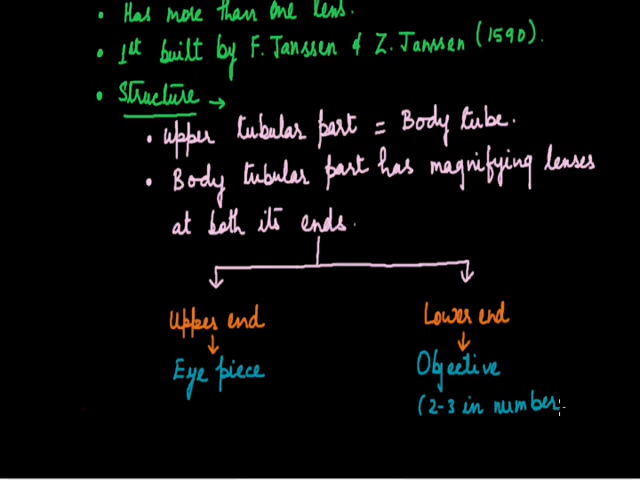 • Has more than one lens.
• 1st built by F. Janssen & Z. Janssen (1590).
• Structure →
• Upper tubular part = Body tube.
• Body tubular part has magnifying lenses
at both its ends.
Upper end Lower end
Eye piece Objective
(2-3 in number